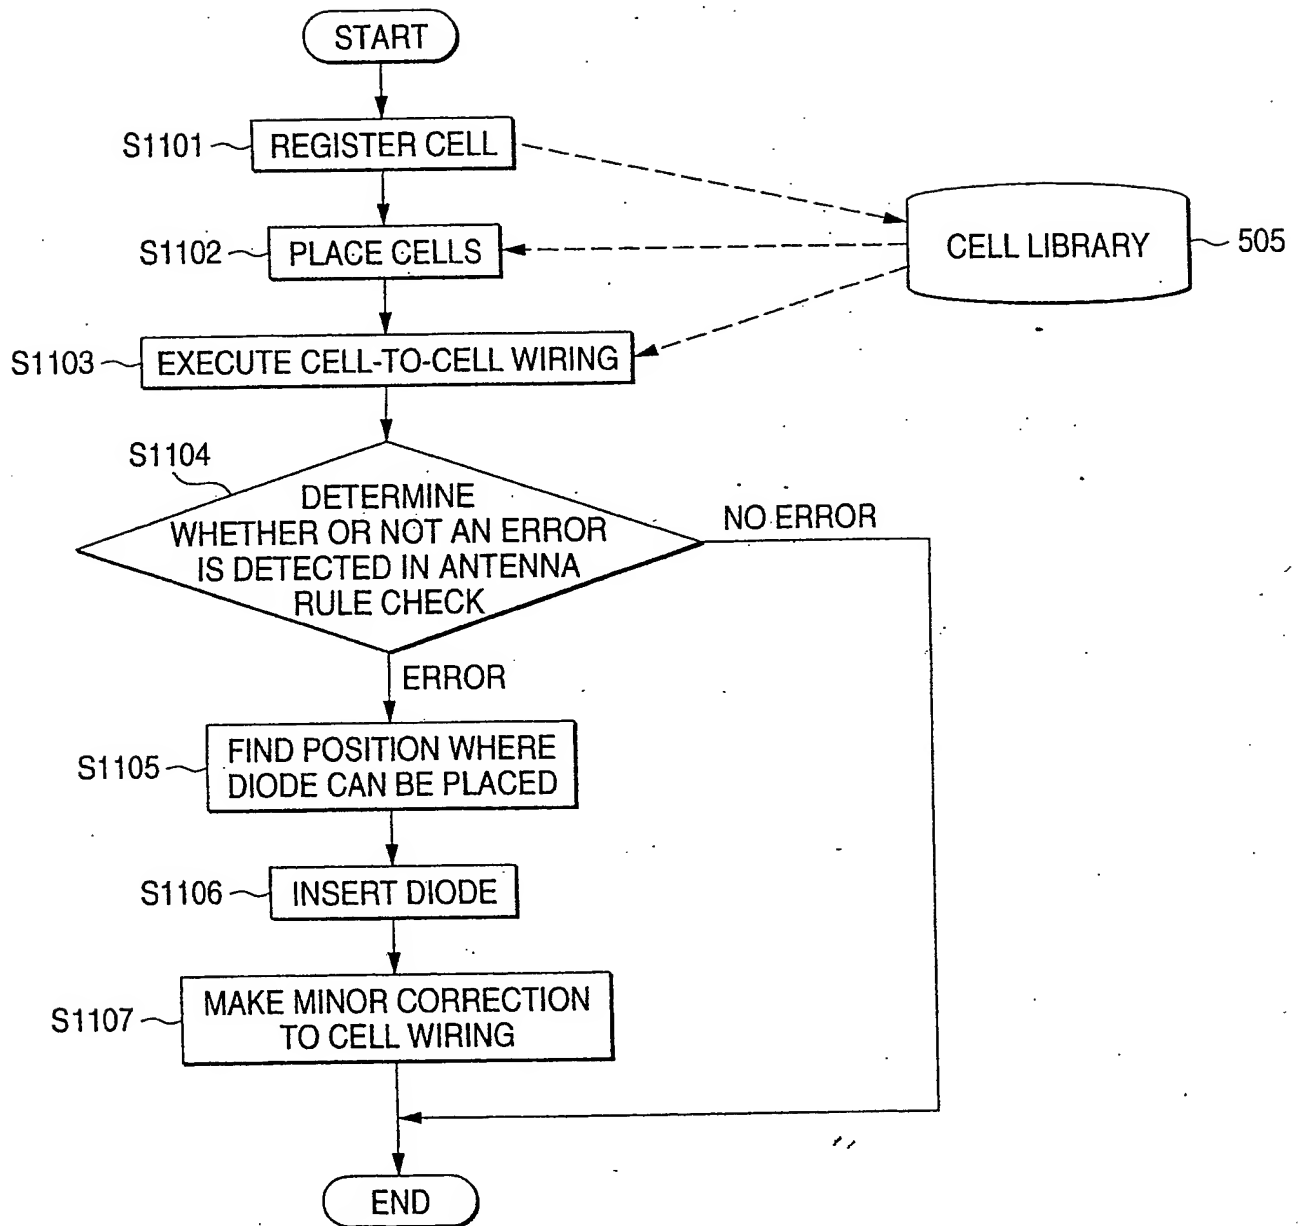 START
S1101
REGISTER CELL
S1102
PLACE CELLS
CELL LIBRARY
505
S1103
EXECUTE CELL-TO-CELL WIRING
S1104
DETERMINE
WHETHER OR NOT AN ERROR
IS DETECTED IN ANTENNA
RULE CHECK
NO ERROR
ERROR
S1105
FIND POSITION WHERE
DIODE CAN BE PLACED
S1106
INSERT DIODE
S1107
MAKE MINOR CORRECTION
TO CELL WIRING
END